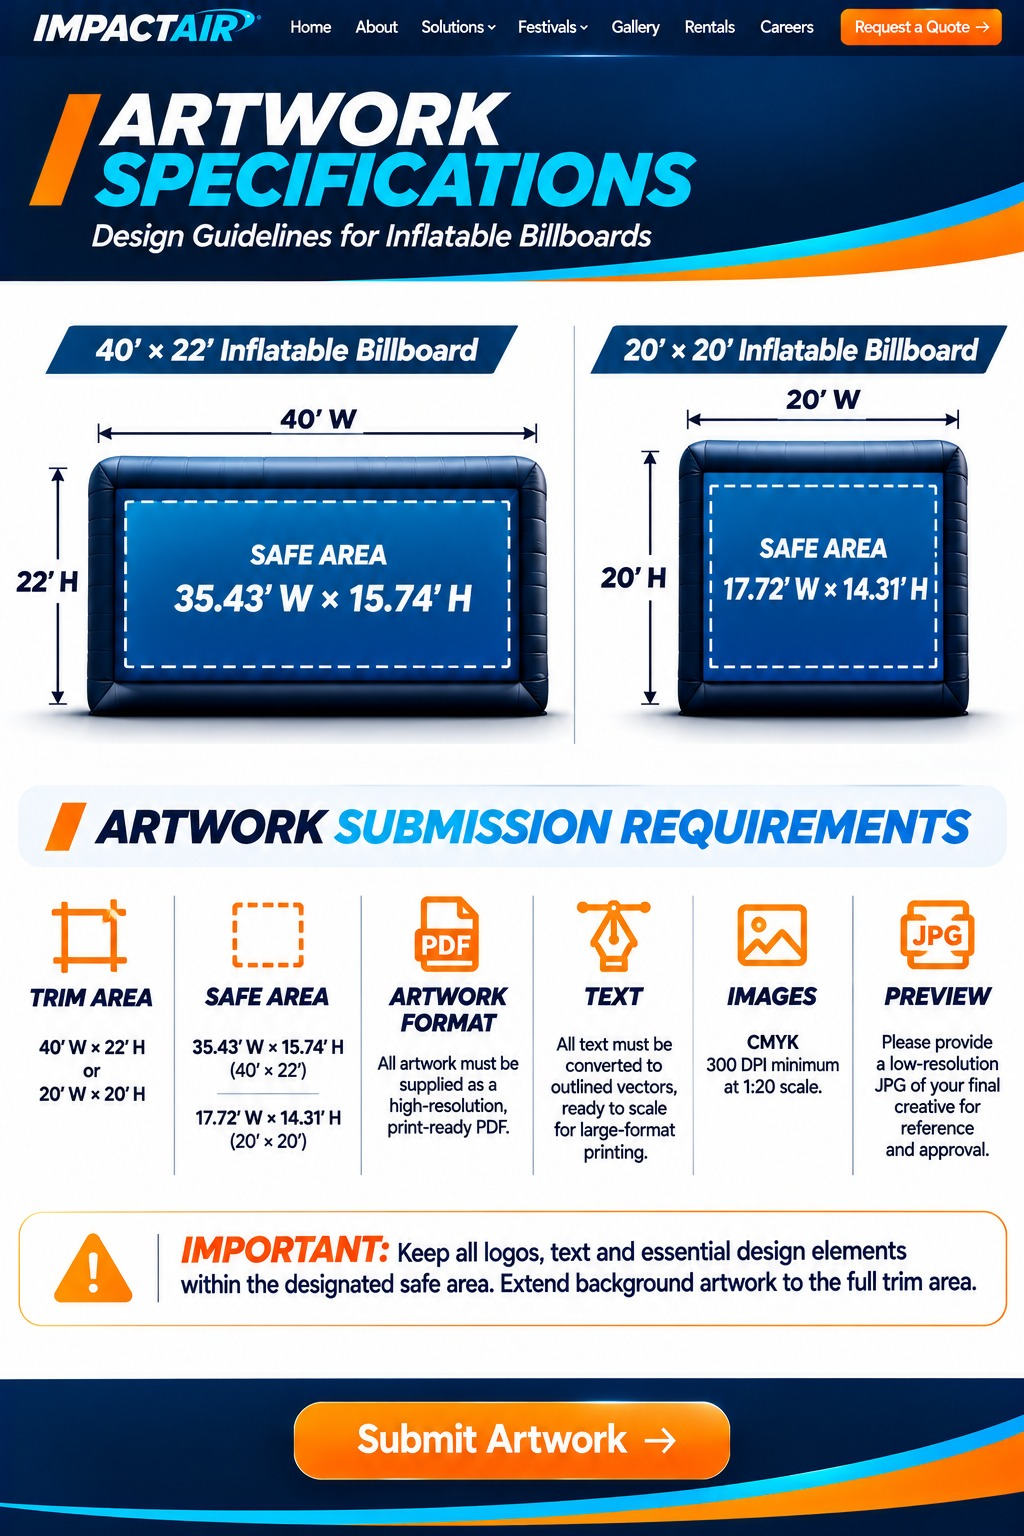 IMPACTAIR
Home About Solutions Festivals Gallery Rentals Careers Request a Quote →
ARTWORK
SPECIFICATIONS
Design Guidelines for Inflatable Billboards
40' × 22' Inflatable Billboard
40' W
22' H
SAFE AREA
35.43' W × 15.74' H
20' × 20' Inflatable Billboard
20' W
20' H
SAFE AREA
17.72' W × 14.31' H
ARTWORK SUBMISSION REQUIREMENTS
TRIM AREA
40' W × 22' H
or
20' W × 20' H
SAFE AREA
35.43' W × 15.74' H
(40' × 22')
17.72' W × 14.31' H
(20' × 20')
PDF
ARTWORK
FORMAT
All artwork must be
supplied as a
high-resolution,
print-ready PDF.
TEXT
All text must be
converted to
outlined vectors,
ready to scale
for large-format
printing.
IMAGES
CMYK
300 DPI minimum
at 1:20 scale.
JPG
PREVIEW
Please provide
a low-resolution
JPG of your final
creative for
reference
and approval.
IMPORTANT: Keep all logos, text and essential design elements
within the designated safe area. Extend background artwork to the full trim area.
Submit Artwork →